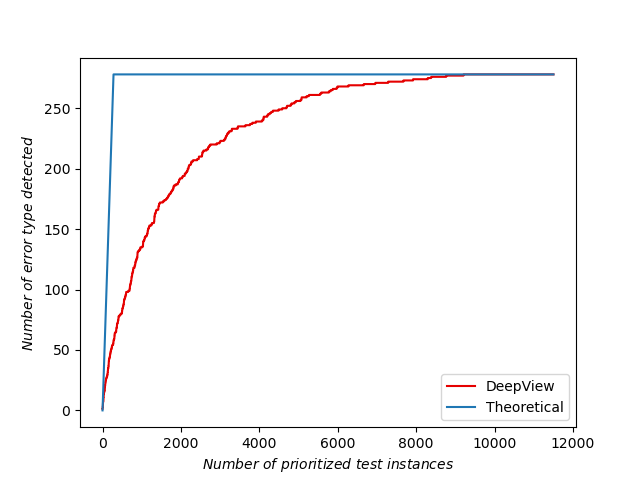 250
200
150
100
50
0
Number of error type detected
0 2000 4000 6000 8000 10000 12000
Number of prioritized test instances
DeepView
Theoretical